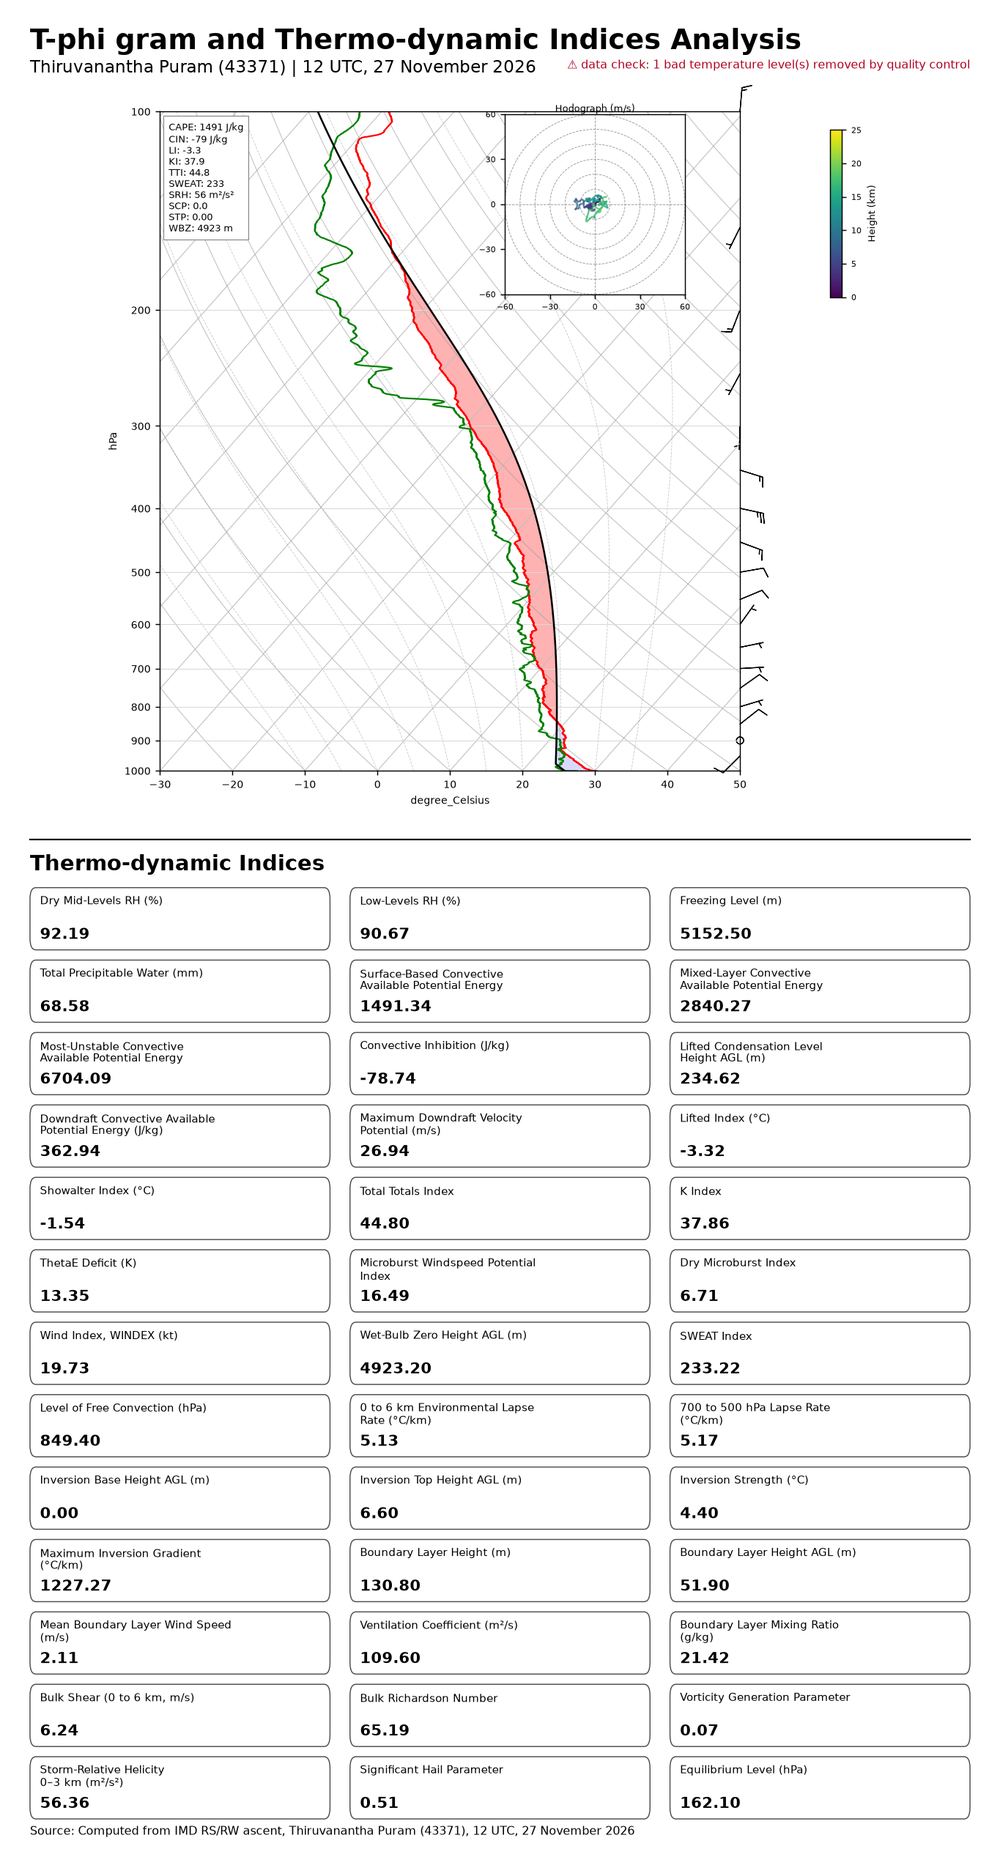 T-phi gram and Thermo-dynamic Indices Analysis
Thiruvanantha Puram (43371) | 12 UTC, 27 November 2026
⚠ data check: 1 bad temperature level(s) removed by quality control
Hodograph (m/s)
CAPE: 1491 J/kg
CIN: -79 J/kg
LI: -3.3
KI: 37.9
TTI: 44.8
SWEAT: 233
SRH: 56 m²/s²
SCP: 0.0
STP: 0.00
WBZ: 4923 m
60
30
0
−30
−60
−60 −30 0 30 60
25
20
15
10
5
0
Height (km)
100
200
300
400
500
600
700
800
900
1000
hPa
−30 −20 −10 0 10 20 30 40 50
degree_Celsius
Thermo-dynamic Indices
Dry Mid-Levels RH (%)
92.19
Low-Levels RH (%)
90.67
Freezing Level (m)
5152.50
Total Precipitable Water (mm)
68.58
Surface-Based Convective
Available Potential Energy
1491.34
Mixed-Layer Convective
Available Potential Energy
2840.27
Most-Unstable Convective
Available Potential Energy
6704.09
Convective Inhibition (J/kg)
-78.74
Lifted Condensation Level
Height AGL (m)
234.62
Downdraft Convective Available
Potential Energy (J/kg)
362.94
Maximum Downdraft Velocity
Potential (m/s)
26.94
Lifted Index (°C)
-3.32
Showalter Index (°C)
-1.54
Total Totals Index
44.80
K Index
37.86
ThetaE Deficit (K)
13.35
Microburst Windspeed Potential
Index
16.49
Dry Microburst Index
6.71
Wind Index, WINDEX (kt)
19.73
Wet-Bulb Zero Height AGL (m)
4923.20
SWEAT Index
233.22
Level of Free Convection (hPa)
849.40
0 to 6 km Environmental Lapse
Rate (°C/km)
5.13
700 to 500 hPa Lapse Rate
(°C/km)
5.17
Inversion Base Height AGL (m)
0.00
Inversion Top Height AGL (m)
6.60
Inversion Strength (°C)
4.40
Maximum Inversion Gradient
(°C/km)
1227.27
Boundary Layer Height (m)
130.80
Boundary Layer Height AGL (m)
51.90
Mean Boundary Layer Wind Speed
(m/s)
2.11
Ventilation Coefficient (m²/s)
109.60
Boundary Layer Mixing Ratio
(g/kg)
21.42
Bulk Shear (0 to 6 km, m/s)
6.24
Bulk Richardson Number
65.19
Vorticity Generation Parameter
0.07
Storm-Relative Helicity
0–3 km (m²/s²)
56.36
Significant Hail Parameter
0.51
Equilibrium Level (hPa)
162.10
Source: Computed from IMD RS/RW ascent, Thiruvanantha Puram (43371), 12 UTC, 27 November 2026